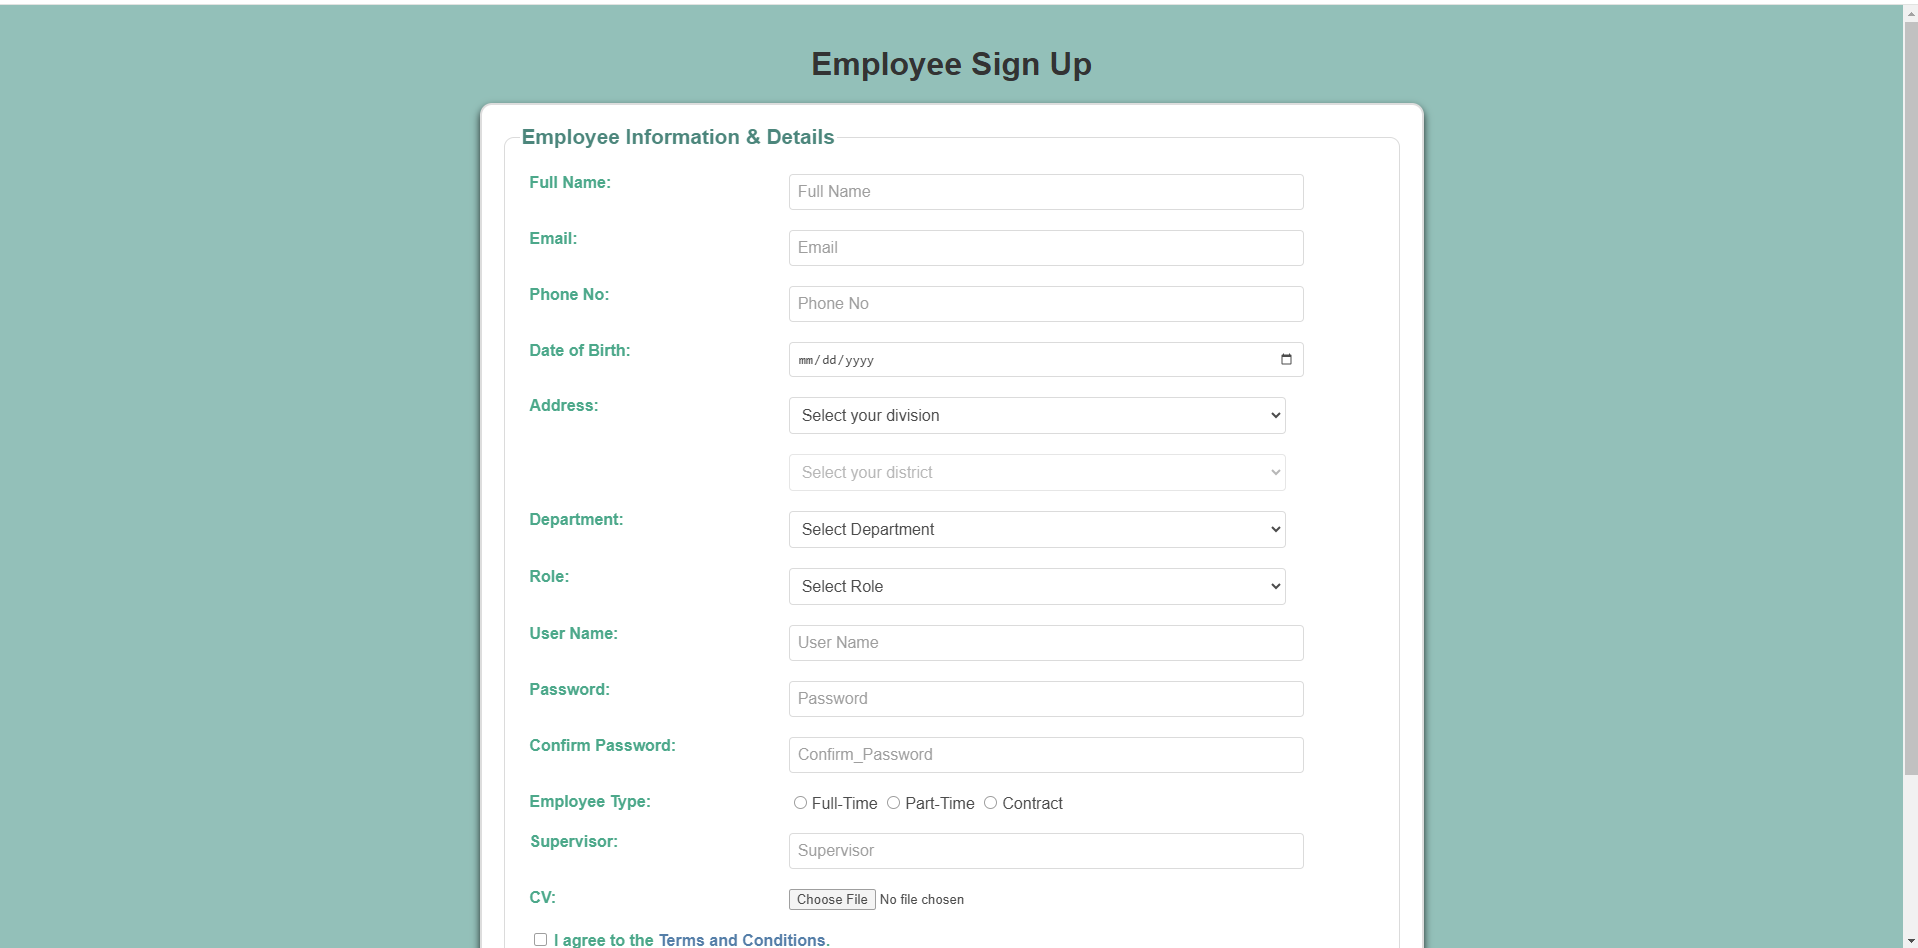 Employee Sign Up
Employee Information & Details
Full Name:
Full Name
Email:
Email
Phone No:
Phone No
Date of Birth:
mm/dd/yyyy
Address:
Select your division
Select your district
Department:
Select Department
Role:
Select Role
User Name:
User Name
Password:
Password
Confirm Password:
Confirm_Password
Employee Type:
Full-Time Part-Time Contract
Supervisor:
Supervisor
CV:
Choose File No file chosen
I agree to the Terms and Conditions.